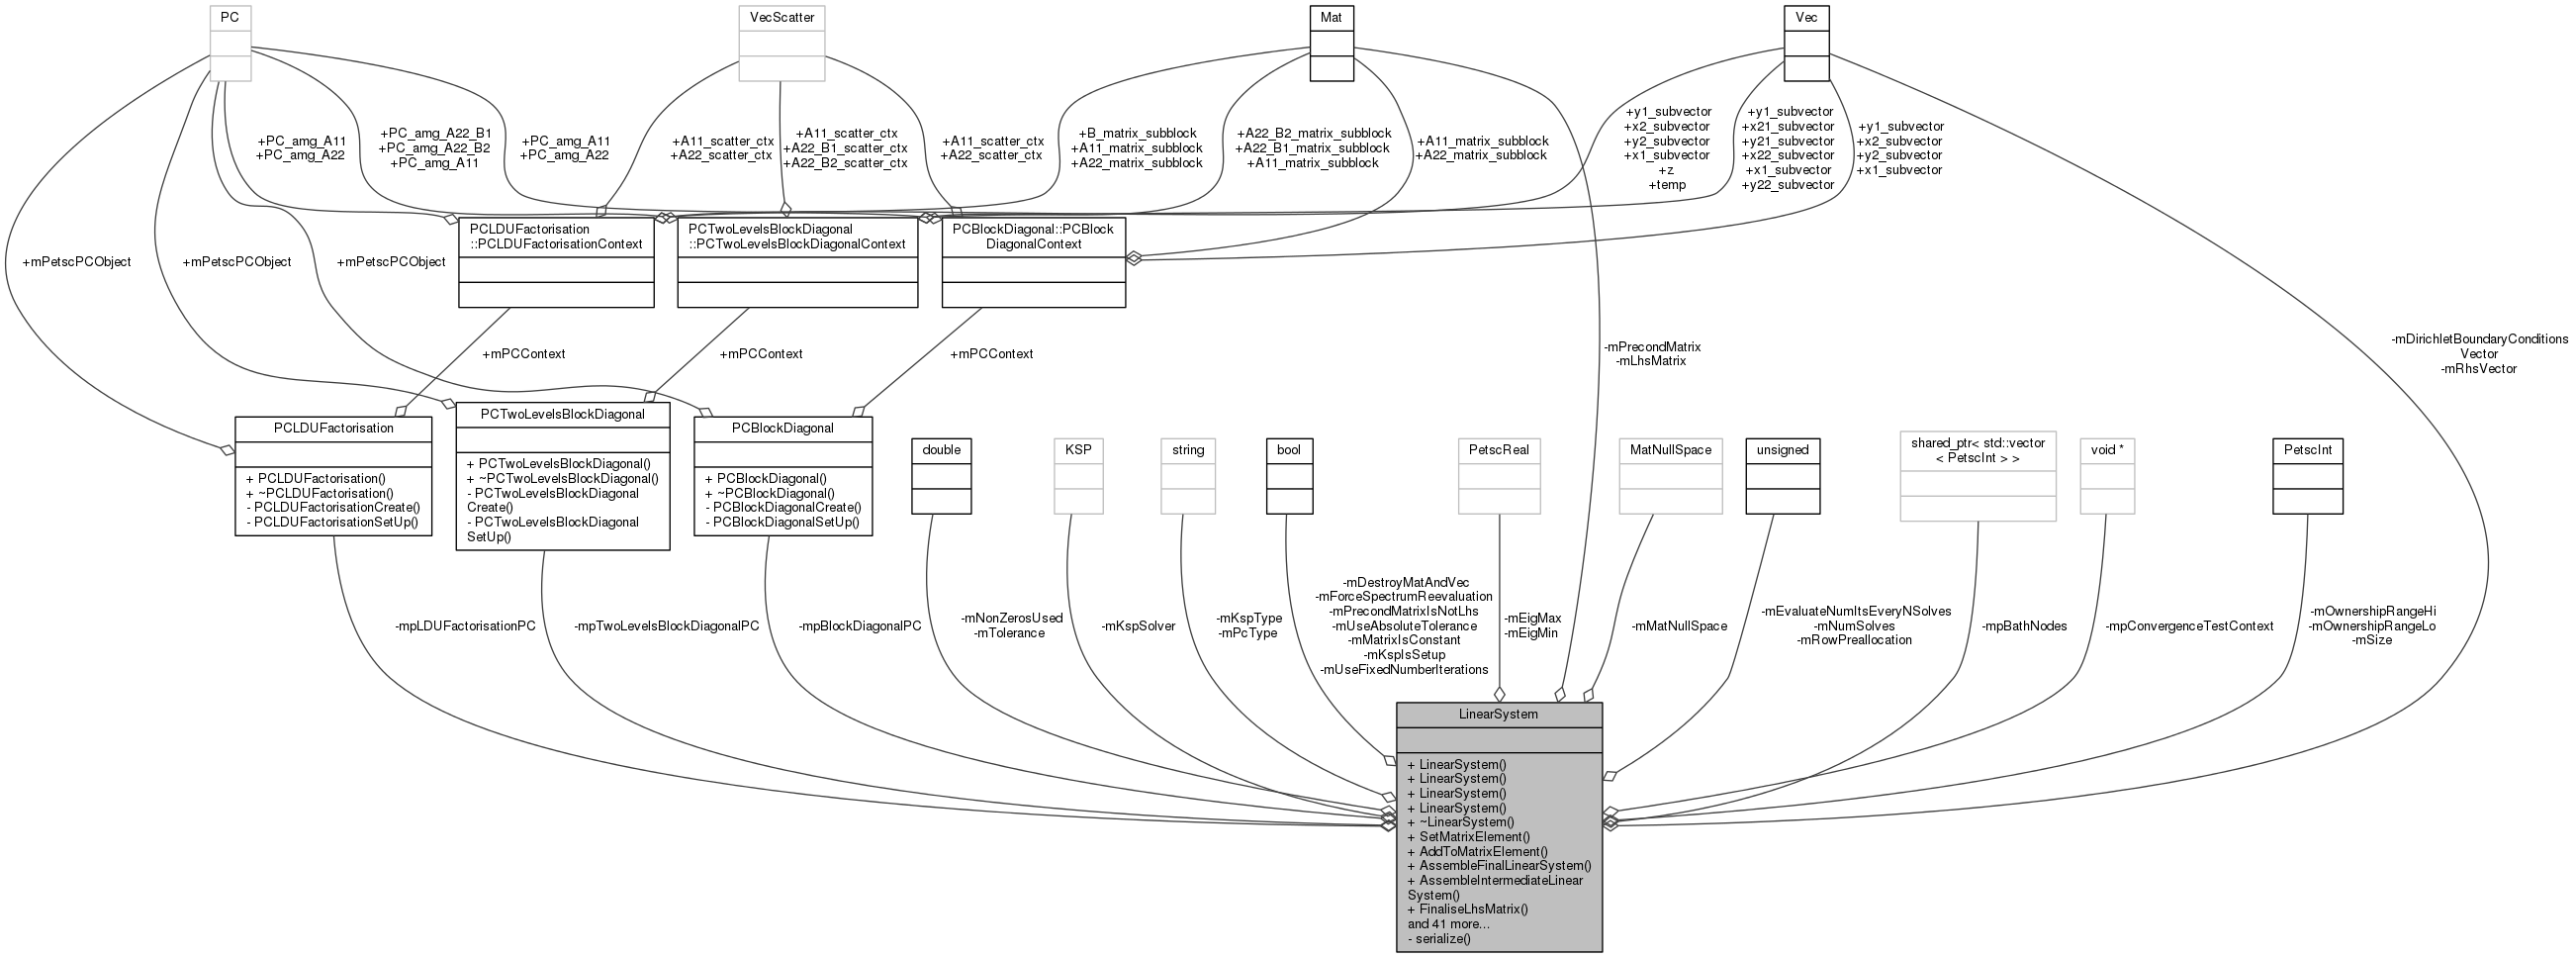 PC
VecScatter
Mat
Vec
+PC_amg_A11
+PC_amg_A22
+PC_amg_A22_B1
+PC_amg_A22_B2
+PC_amg_A11
+PC_amg_A11
+PC_amg_A22
+A11_scatter_ctx
+A22_scatter_ctx
+A11_scatter_ctx
+A22_B1_scatter_ctx
+A22_B2_scatter_ctx
+A11_scatter_ctx
+A22_scatter_ctx
+B_matrix_subblock
+A11_matrix_subblock
+A22_matrix_subblock
+A22_B2_matrix_subblock
+A22_B1_matrix_subblock
+A11_matrix_subblock
+A11_matrix_subblock
+A22_matrix_subblock
+y1_subvector
+x2_subvector
+y2_subvector
+x1_subvector
+z
+temp
+y1_subvector
+x21_subvector
+y21_subvector
+x22_subvector
+x1_subvector
+y22_subvector
+y1_subvector
+x2_subvector
+y2_subvector
+x1_subvector
PCLDUFactorisation
::PCLDUFactorisationContext
PCTwoLevelsBlockDiagonal
::PCTwoLevelsBlockDiagonalContext
PCBlockDiagonal::PCBlock
DiagonalContext
+mPetscPCObject
+mPetscPCObject
+mPetscPCObject
+mPCContext
+mPCContext
+mPCContext
-mPrecondMatrix
-mLhsMatrix
-mDirichletBoundaryConditions
Vector
-mRhsVector
PCLDUFactorisation
+ PCLDUFactorisation()
+ ~PCLDUFactorisation()
- PCLDUFactorisationCreate()
- PCLDUFactorisationSetUp()
PCTwoLevelsBlockDiagonal
+ PCTwoLevelsBlockDiagonal()
+ ~PCTwoLevelsBlockDiagonal()
- PCTwoLevelsBlockDiagonal
Create()
- PCTwoLevelsBlockDiagonal
SetUp()
PCBlockDiagonal
+ PCBlockDiagonal()
+ ~PCBlockDiagonal()
- PCBlockDiagonalCreate()
- PCBlockDiagonalSetUp()
double
KSP
string
bool
PetscReal
MatNullSpace
unsigned
shared_ptr< std::vector
< PetscInt > >
void *
PetscInt
-mpLDUFactorisationPC
-mpTwoLevelsBlockDiagonalPC
-mpBlockDiagonalPC
-mNonZerosUsed
-mTolerance
-mKspSolver
-mKspType
-mPcType
-mDestroyMatAndVec
-mForceSpectrumReevaluation
-mPrecondMatrixIsNotLhs
-mUseAbsoluteTolerance
-mMatrixIsConstant
-mKspIsSetup
-mUseFixedNumberIterations
-mEigMax
-mEigMin
-mMatNullSpace
-mEvaluateNumItsEveryNSolves
-mNumSolves
-mRowPreallocation
-mpBathNodes
-mpConvergenceTestContext
-mOwnershipRangeHi
-mOwnershipRangeLo
-mSize
LinearSystem
+ LinearSystem()
+ LinearSystem()
+ LinearSystem()
+ LinearSystem()
+ ~LinearSystem()
+ SetMatrixElement()
+ AddToMatrixElement()
+ AssembleFinalLinearSystem()
+ AssembleIntermediateLinear
System()
+ FinaliseLhsMatrix()
and 41 more...
- serialize()